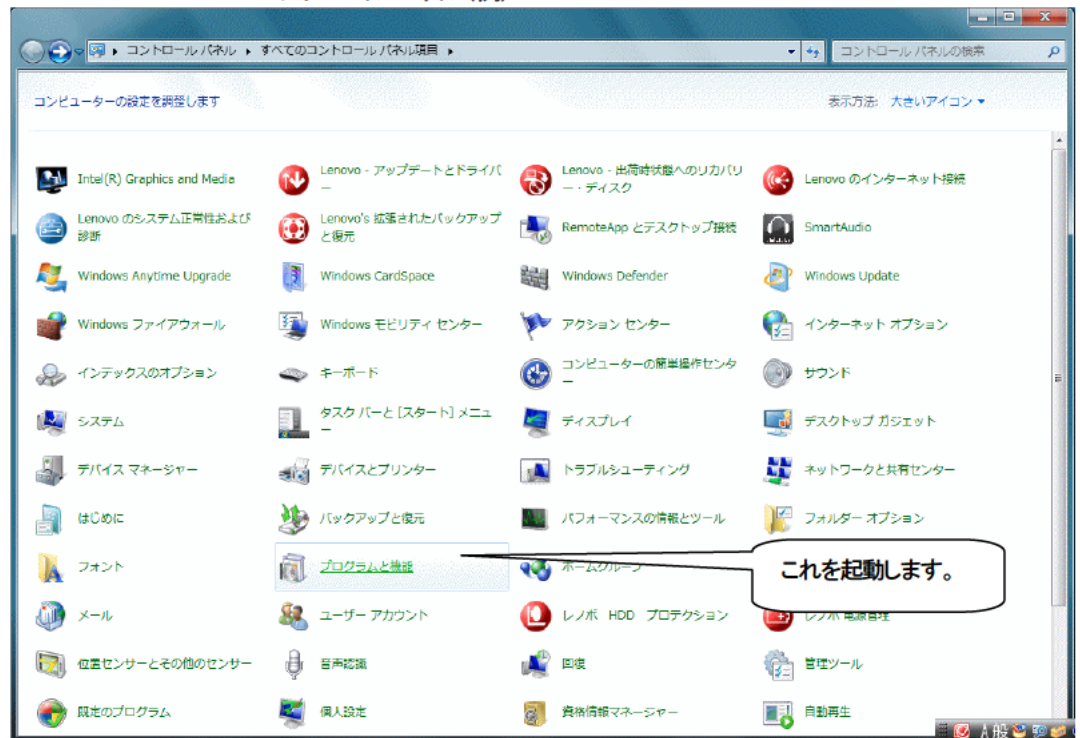 コントロール パネル ▸ すべてのコントロール パネル項目 ▸
コントロール パネルの検索
コンピューターの設定を調整します
表示方法: 大きいアイコン
Intel(R) Graphics and Media
Lenovo - アップデートとドライバ
ー
Lenovo - 出荷時状態へのリカバリ
ー・ディスク
Lenovo のインターネット接続
Lenovo のシステム正常性および
診断
Lenovo's 拡張されたバックアップ
と復元
RemoteApp とデスクトップ接続
SmartAudio
Windows Anytime Upgrade
Windows CardSpace
Windows Defender
Windows Update
Windows ファイアウォール
Windows モビリティ センター
アクション センター
インターネット オプション
インデックスのオプション
キーボード
コンピューターの簡単操作センタ
ー
サウンド
システム
タスク バーと [スタート] メニュ
ー
ディスプレイ
デスクトップ ガジェット
デバイス マネージャー
デバイスとプリンター
トラブルシューティング
ネットワークと共有センター
はじめに
バックアップと復元
パフォーマンスの情報とツール
フォルダー オプション
フォント
プログラムと機能
ホームグループ
これを起動します。
メール
ユーザー アカウント
レノボ HDD プロテクション
レノボ 電源管理
位置センサーとその他のセンサー
音声認識
回復
管理ツール
既定のプログラム
個人設定
資格情報マネージャー
自動再生
A 般